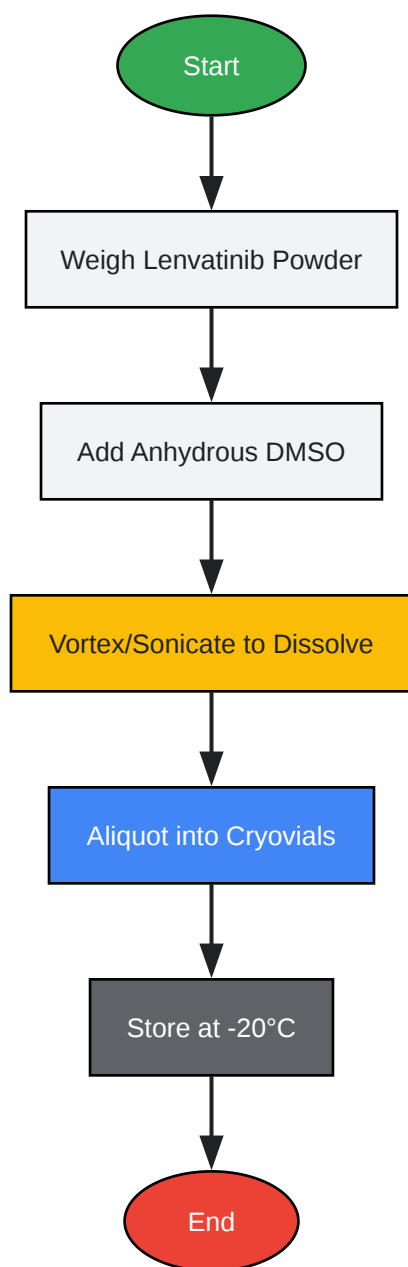 Start
Weigh Lenvatinib Powder
Add Anhydrous DMSO
Vortex/Sonicate to Dissolve
Aliquot into Cryovials
Store at -20°C
End